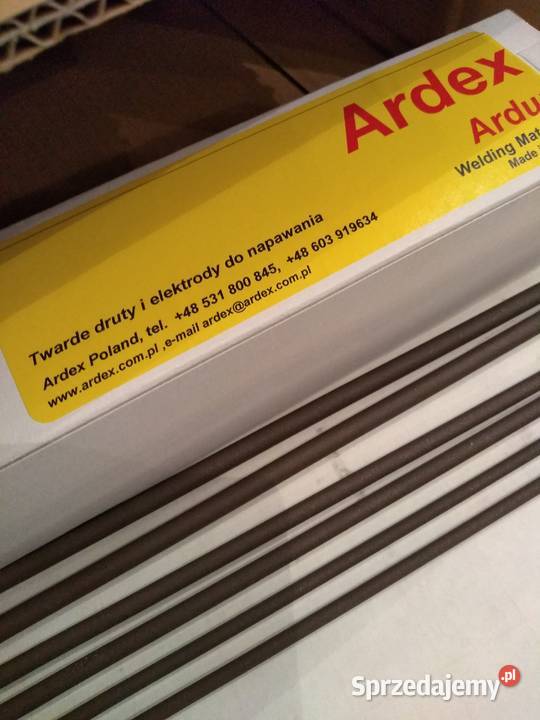 Ardex
Ardu
Welding Mat
Made
Twarde druty i elektrody do napawania
Ardex Poland, tel. +48 531 800 845, +48 603 919634
www.ardex.com.pl ,e-mail ardex@ardex.com.pl
Sprzedajemy.pl